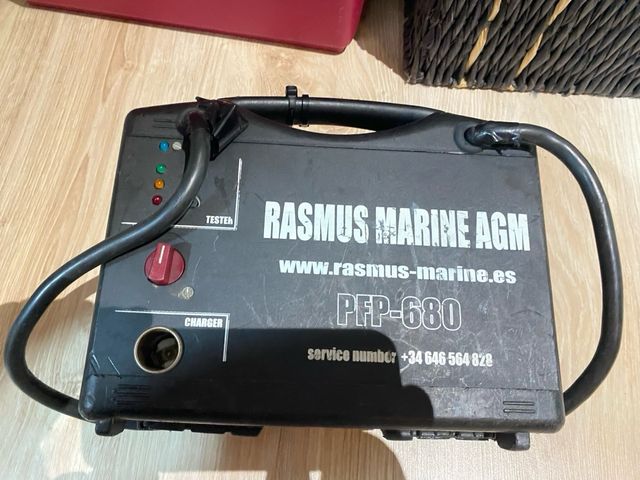 TESTER
RASMUS MARINE AGM
www.rasmus-marine.es
PFP-680
CHARGER
service number +34 646 564 828